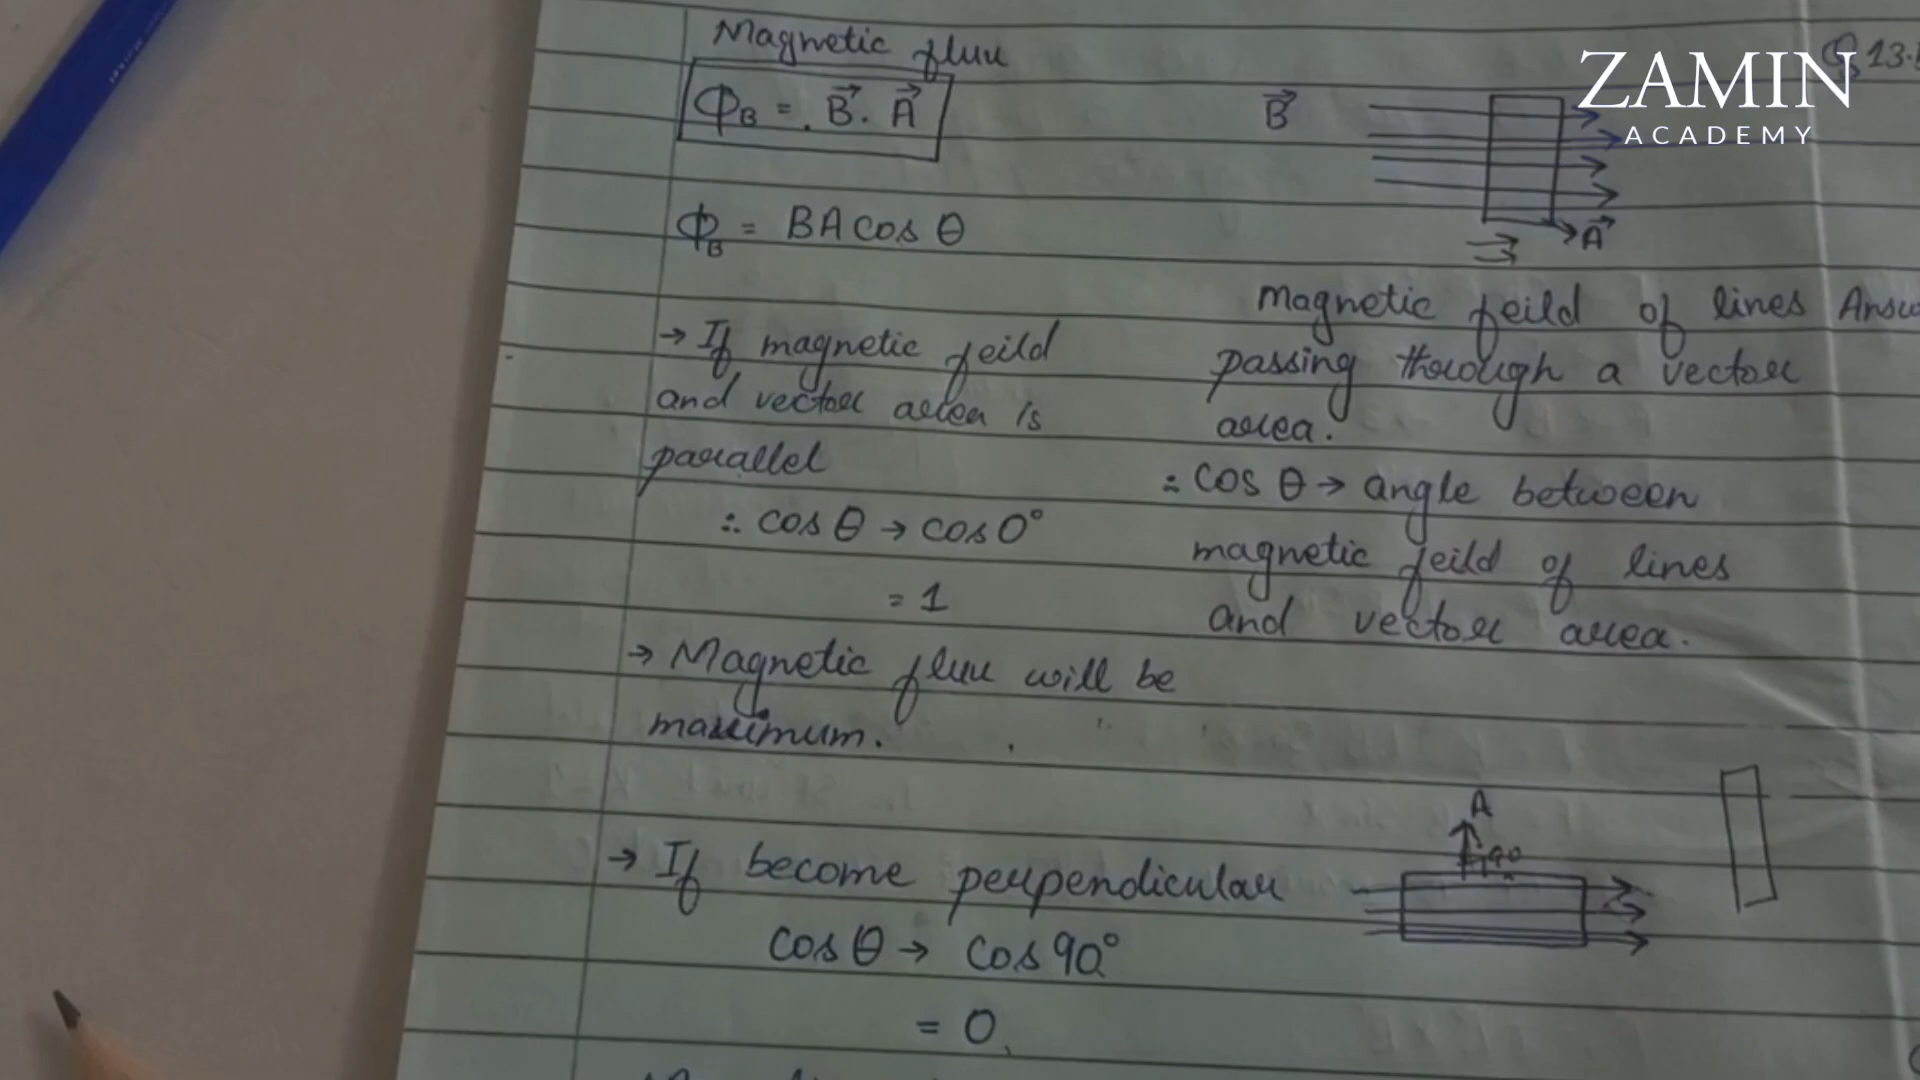 Magnetic flux
ΦB = B⃗. A⃗
ΦB = BA cos θ
→ If magnetic feild
and vector area is
parallel
∴ cos θ → cos 0°
= 1
→ Magnetic flux will be
maximum.
→ If become perpendicular
cos θ → cos 90°
= 0
B⃗
A⃗
magnetic feild of lines
passing through a vector
area.
∴ cos θ → angle between
magnetic feild of lines
and vector area.
A
90
ZAMIN
ACADEMY